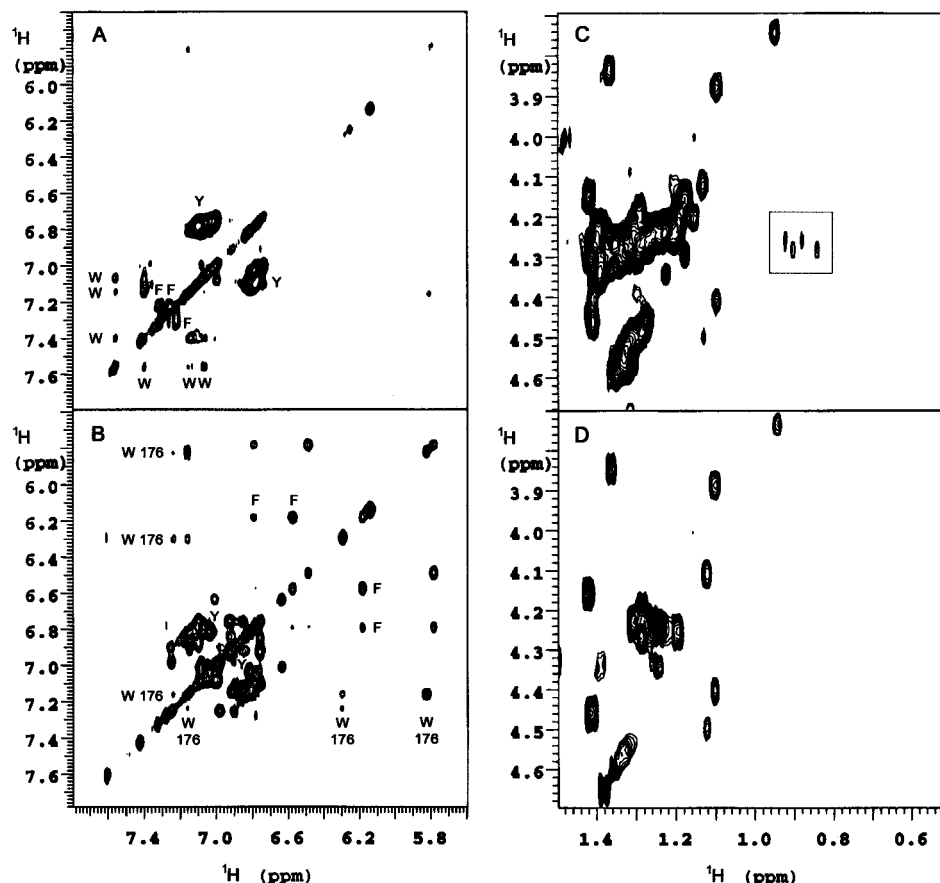 A
¹H
(ppm)
6.0
6.2
6.4
6.6
6.8
7.0
7.2
7.4
7.6
Y
Y
W
W
F F
F
W
W
W W
B
¹H
(ppm)
6.0
6.2
6.4
6.6
6.8
7.0
7.2
7.4
7.6
W 176
F
F
W 176
F
Y
F
Y
W 176
W
176
W
176
W
176
7.4
7.0
6.6
6.2
5.8
¹H (ppm)
C
¹H
(ppm)
3.9
4.0
4.1
4.2
4.3
4.4
4.5
4.6
D
¹H
(ppm)
3.9
4.0
4.1
4.2
4.3
4.4
4.5
4.6
1.4
1.2
1.0
0.8
0.6
¹H (ppm)